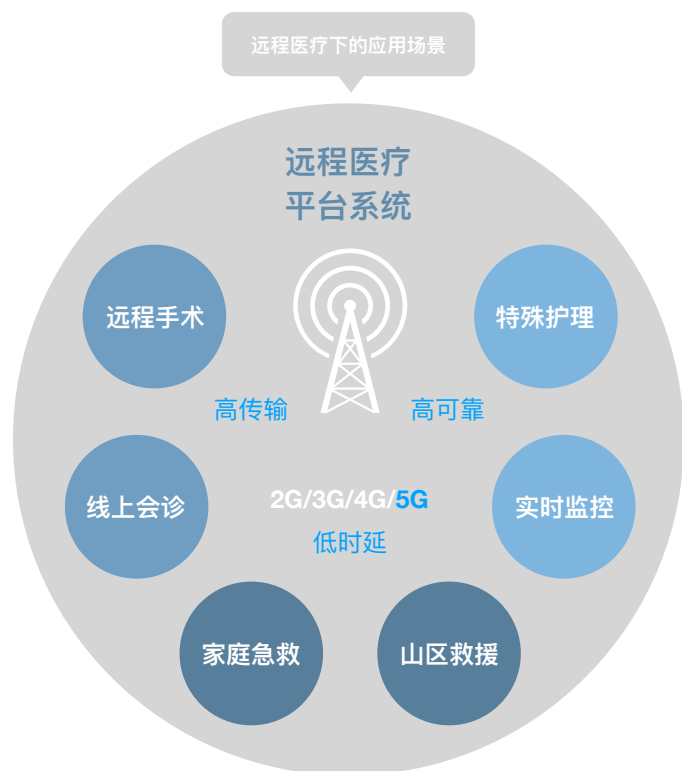 远程医疗下的应用场景
远程医疗
平台系统
远程手术
特殊护理
高传输
高可靠
线上会诊
2G/3G/4G/5G
实时监控
低时延
家庭急救
山区救援